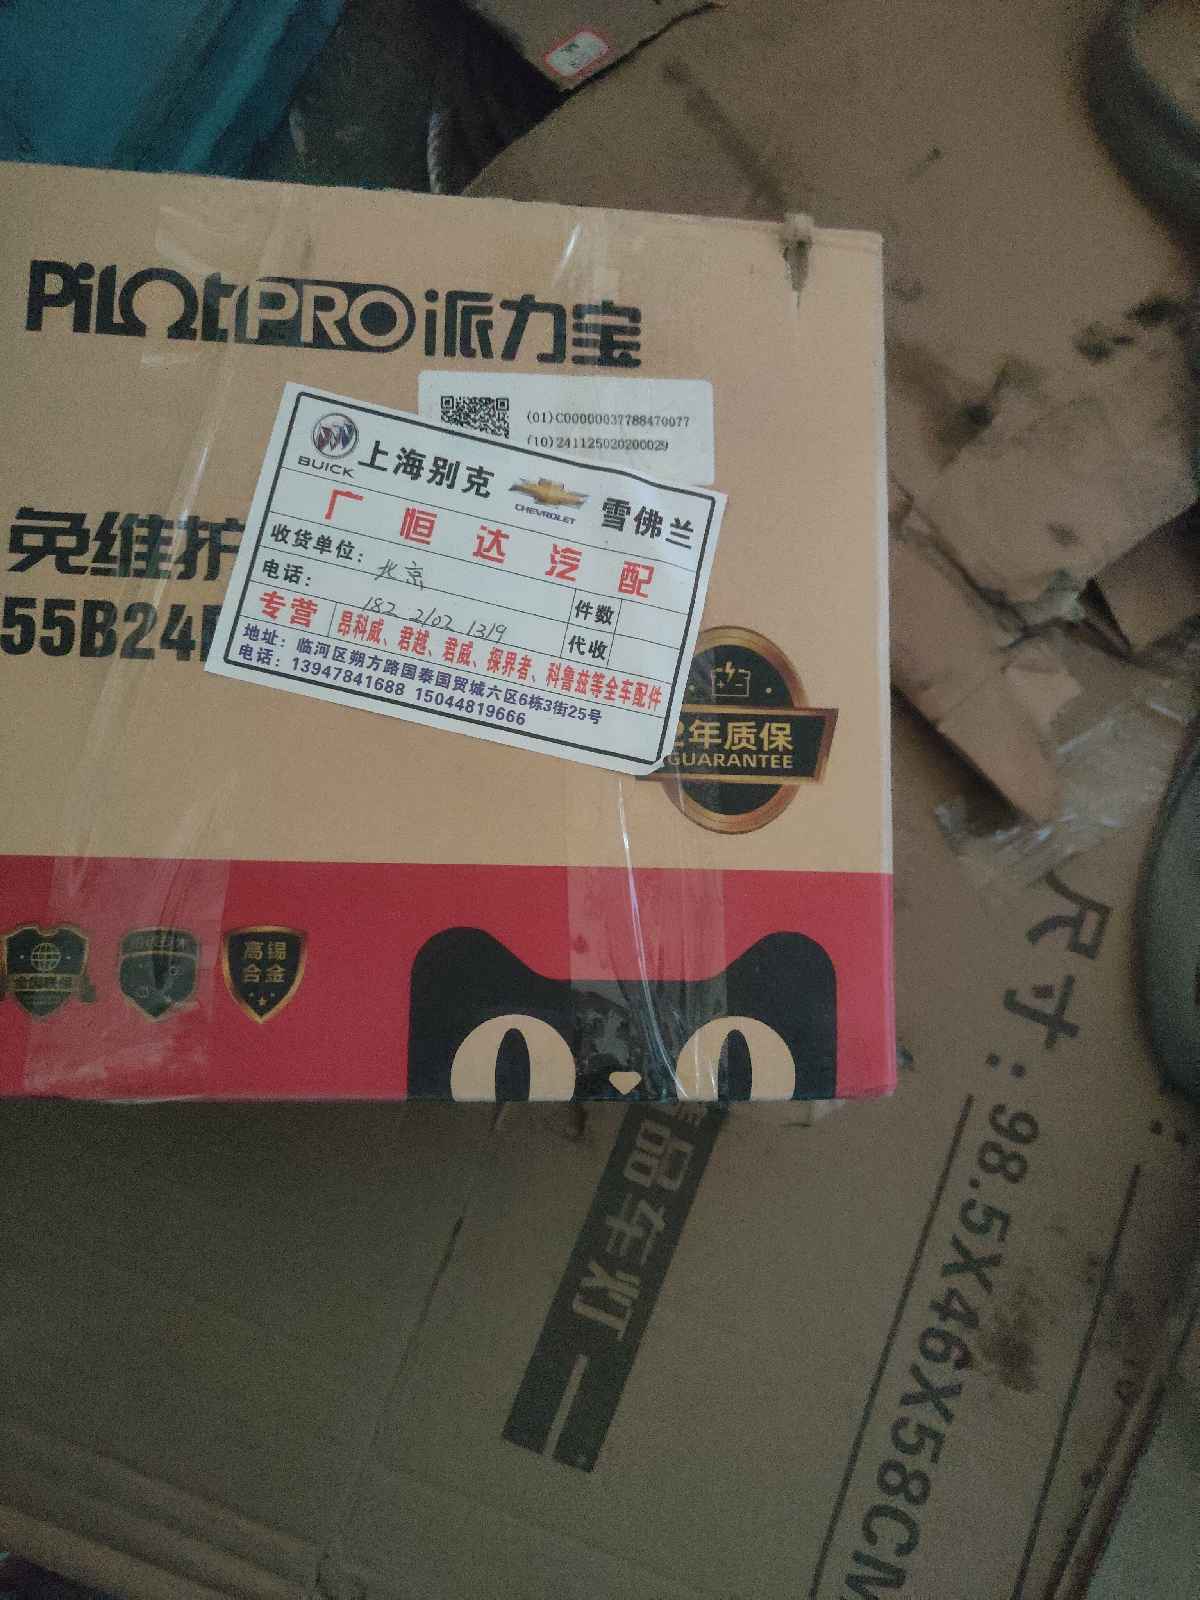 PiLOtPRO派力宝
(01)C00000037788470077
(10)241125020200029
BUICK 上海别克 CHEVROLET 雪佛兰
广恒达汽配
收货单位: 北京 件数
电话: 182 2102 1319 代收
专营 昂科威、君越、君威、探界者、科鲁兹等全车配件
地址: 临河区朔方路国泰国贸城六区6栋3街25号
电话: 13947841688 15044819666
免维护
55B24
2年质保
GUARANTEE
全国联保
高锡
合金
品车灯
尺寸:98.5X46X58CM